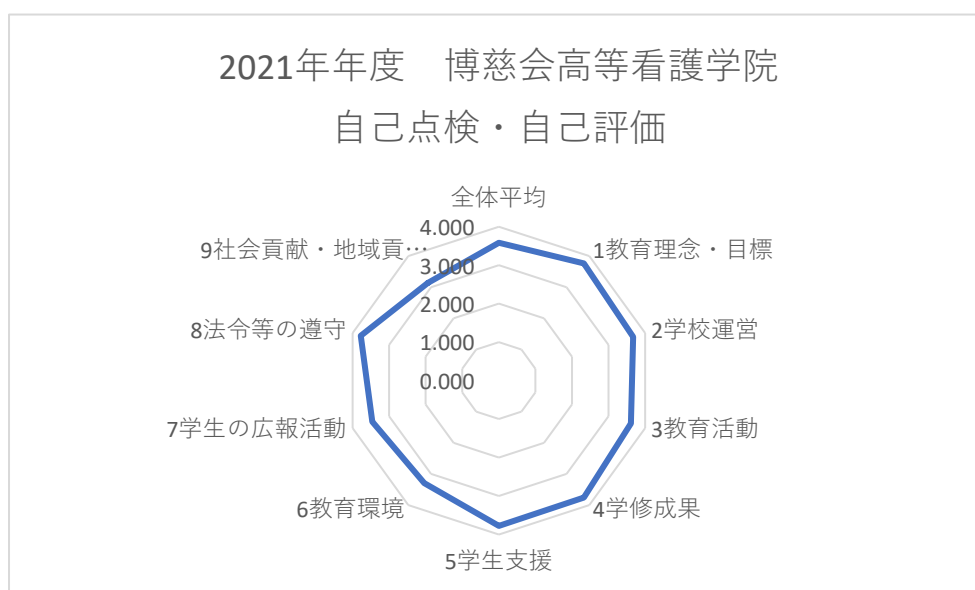 2021年年度　博慈会高等看護学院
自己点検・自己評価
全体平均
4.000
3.000
2.000
1.000
0.000
1教育理念・目標
2学校運営
3教育活動
4学修成果
5学生支援
6教育環境
7学生の広報活動
8法令等の遵守
9社会貢献・地域貢…